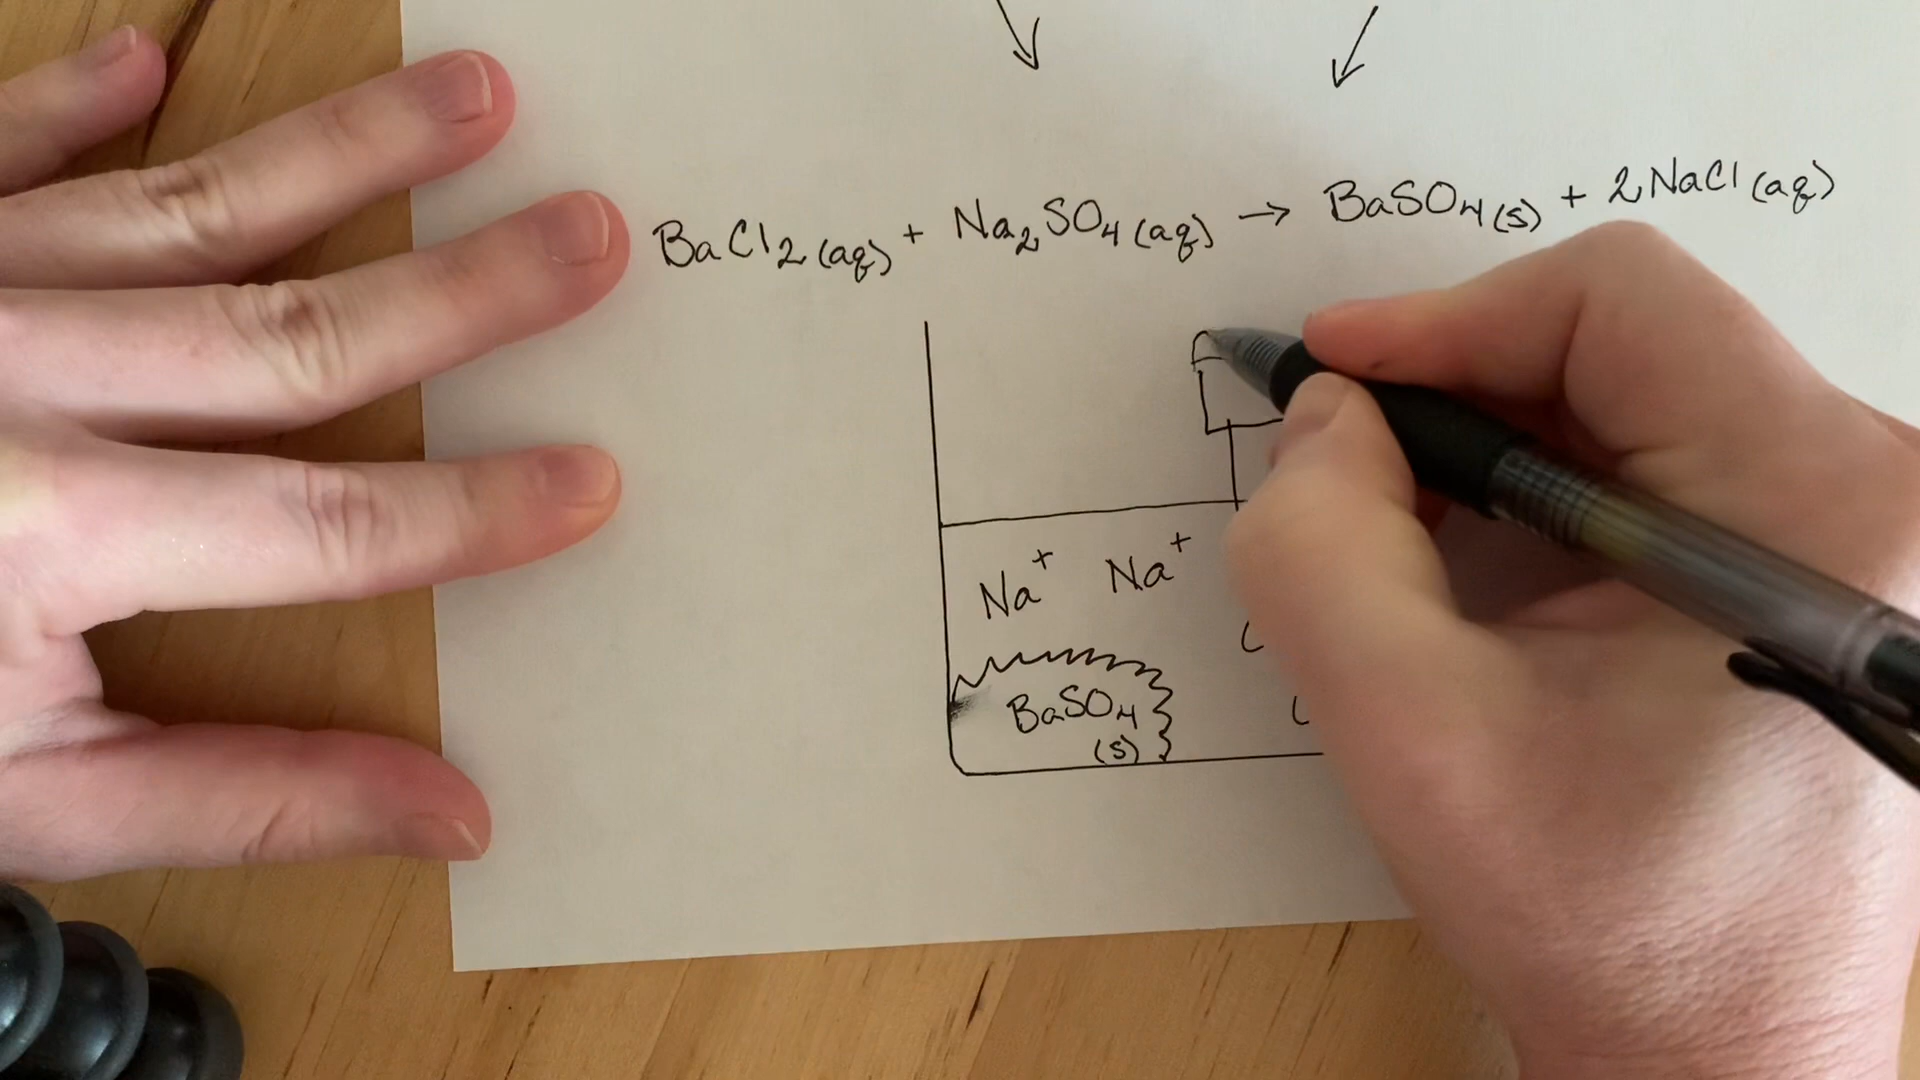 BaCl2(aq) + Na2SO4(aq) → BaSO4(s) + 2NaCl(aq)
Na+ Na+
BaSO4
(s)